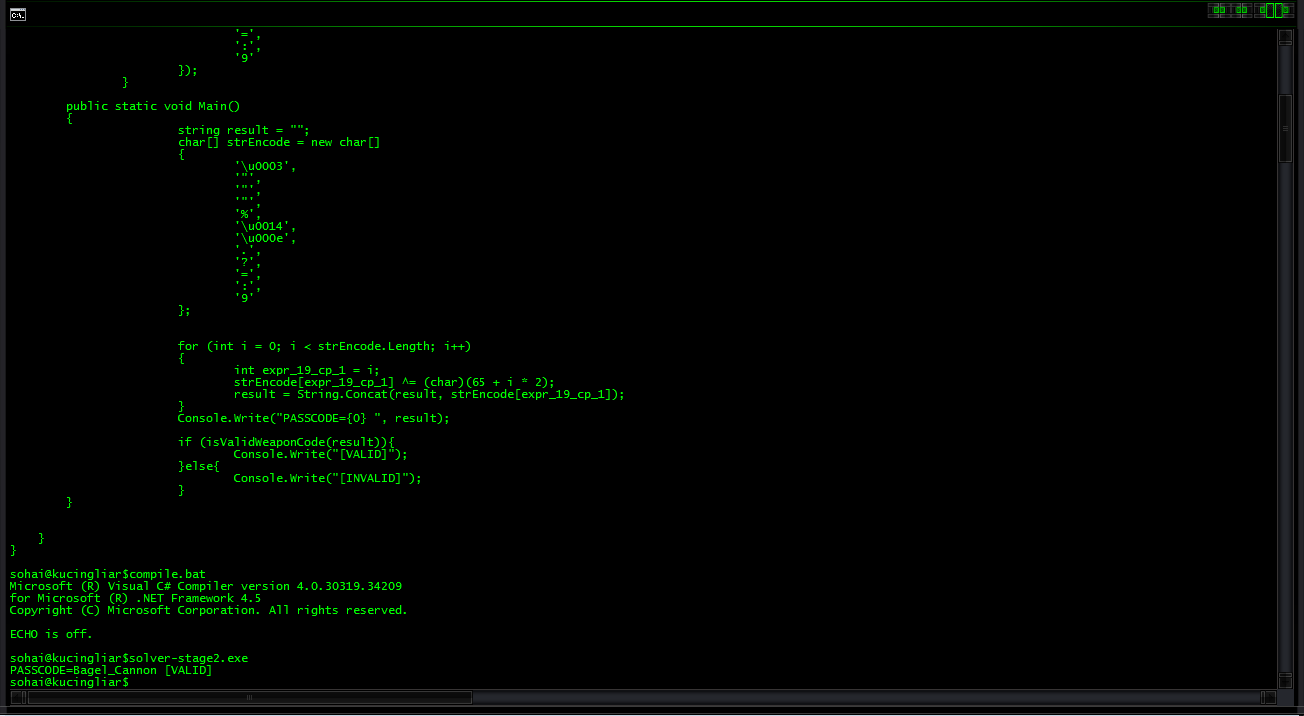 C:\.
'=',
':',
'9'
});
}
public static void Main()
{
string result = "";
char[] strEncode = new char[]
{
'\u0003',
'"',
'"',
'"',
'%',
'\u0014',
'\u000e',
'.',
'?',
'=',
':',
'9'
};
for (int i = 0; i < strEncode.Length; i++)
{
int expr_19_cp_1 = i;
strEncode[expr_19_cp_1] ^= (char)(65 + i * 2);
result = String.Concat(result, strEncode[expr_19_cp_1]);
}
Console.Write("PASSCODE={0} ", result);
if (isValidWeaponCode(result)){
Console.Write("[VALID]");
}else{
Console.Write("[INVALID]");
}
}
}
}
sohai@kucingliar$compile.bat
Microsoft (R) Visual C# Compiler version 4.0.30319.34209
for Microsoft (R) .NET Framework 4.5
Copyright (C) Microsoft Corporation. All rights reserved.
ECHO is off.
sohai@kucingliar$solver-stage2.exe
PASSCODE=Bagel_Cannon [VALID]
sohai@kucingliar$